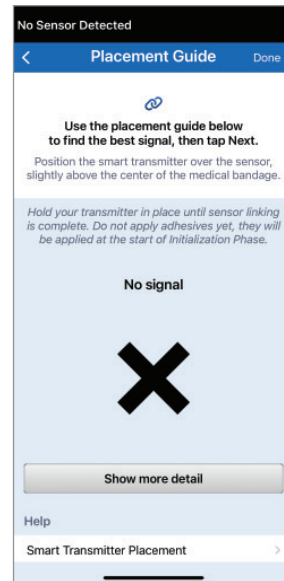 No Sensor Detected
Placement Guide Done
Use the placement guide below
to find the best signal, then tap Next.
Position the smart transmitter over the sensor,
slightly above the center of the medical bandage.
Hold your transmitter in place until sensor linking
is complete. Do not apply adhesives yet, they will
be applied at the start of Initialization Phase.
No signal
Show more detail
Help
Smart Transmitter Placement